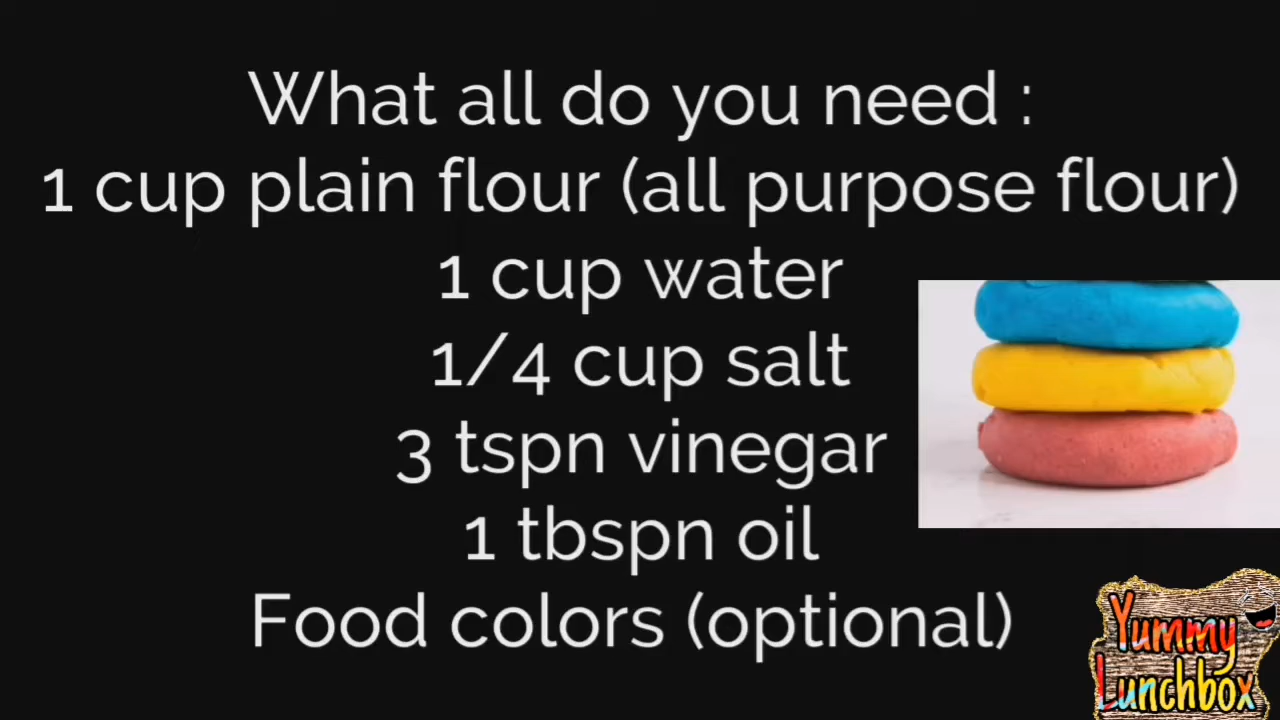 What all do you need :
1 cup plain flour (all purpose flour)
1 cup water
1/4 cup salt
3 tspn vinegar
1 tbspn oil
Food colors (optional)
Yummy
Lunchbox